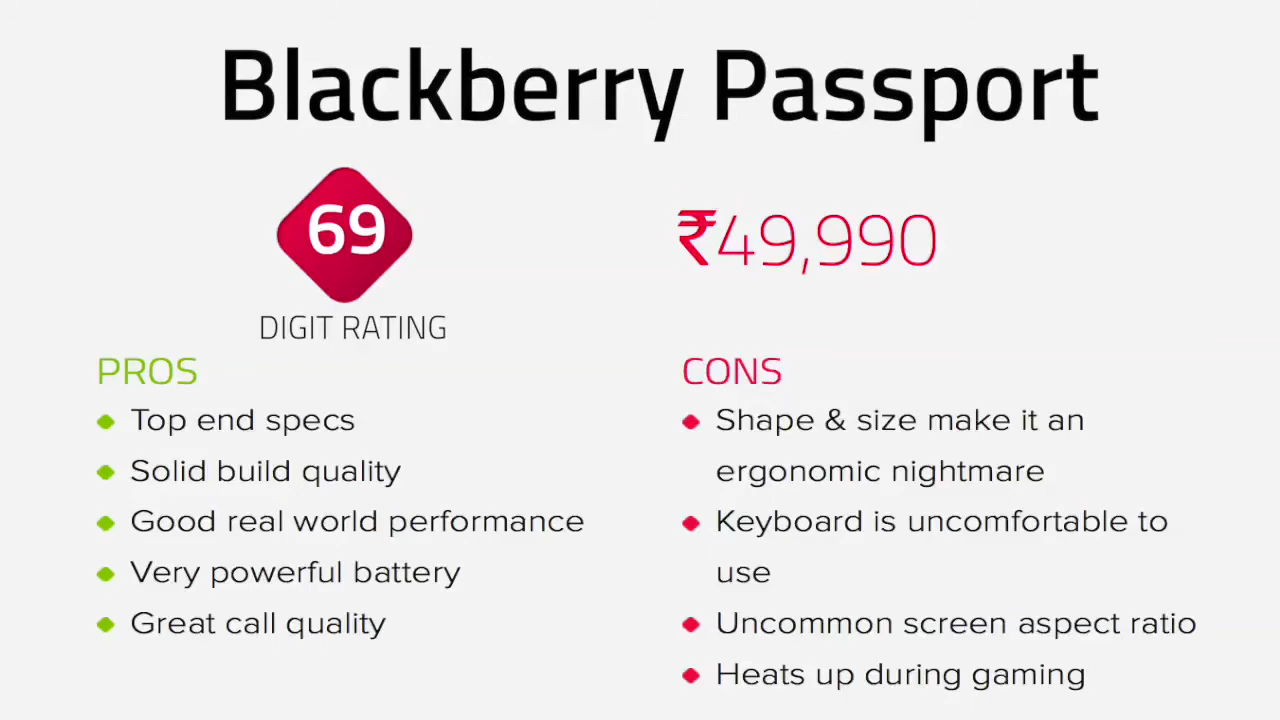 Blackberry Passport
69
DIGIT RATING
₹49,990
PROS
Top end specs
Solid build quality
Good real world performance
Very powerful battery
Great call quality
CONS
Shape & size make it an
ergonomic nightmare
Keyboard is uncomfortable to
use
Uncommon screen aspect ratio
Heats up during gaming